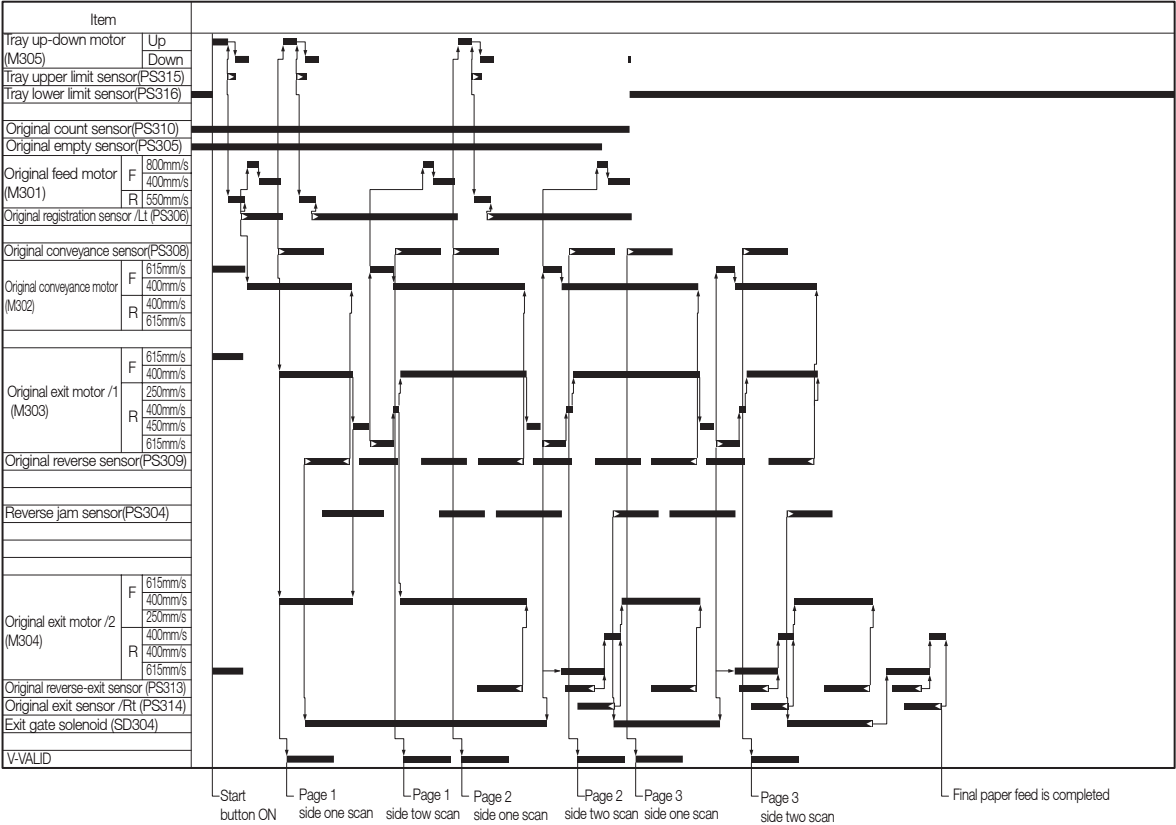 Item
Tray up-down motor
(M305)
Up
Down
Tray upper limit sensor(PS315)
Tray lower limit sensor(PS316)
Original count sensor(PS310)
Original empty sensor(PS305)
Original feed motor
(M301)
F
800mm/s
400mm/s
R
550mm/s
Original registration sensor /Lt (PS306)
Original conveyance sensor(PS308)
Original conveyance motor
(M302)
F
615mm/s
400mm/s
R
400mm/s
615mm/s
Original exit motor /1
(M303)
F
615mm/s
400mm/s
R
250mm/s
400mm/s
450mm/s
615mm/s
Original reverse sensor(PS309)
Reverse jam sensor(PS304)
Original exit motor /2
(M304)
F
615mm/s
400mm/s
250mm/s
R
400mm/s
400mm/s
615mm/s
Original reverse-exit sensor (PS313)
Original exit sensor /Rt (PS314)
Exit gate solenoid (SD304)
V-VALID
Start
button ON
Page 1
side one scan
Page 1
side tow scan
Page 2
side one scan
Page 2
side two scan
Page 3
side one scan
Page 3
side two scan
Final paper feed is completed